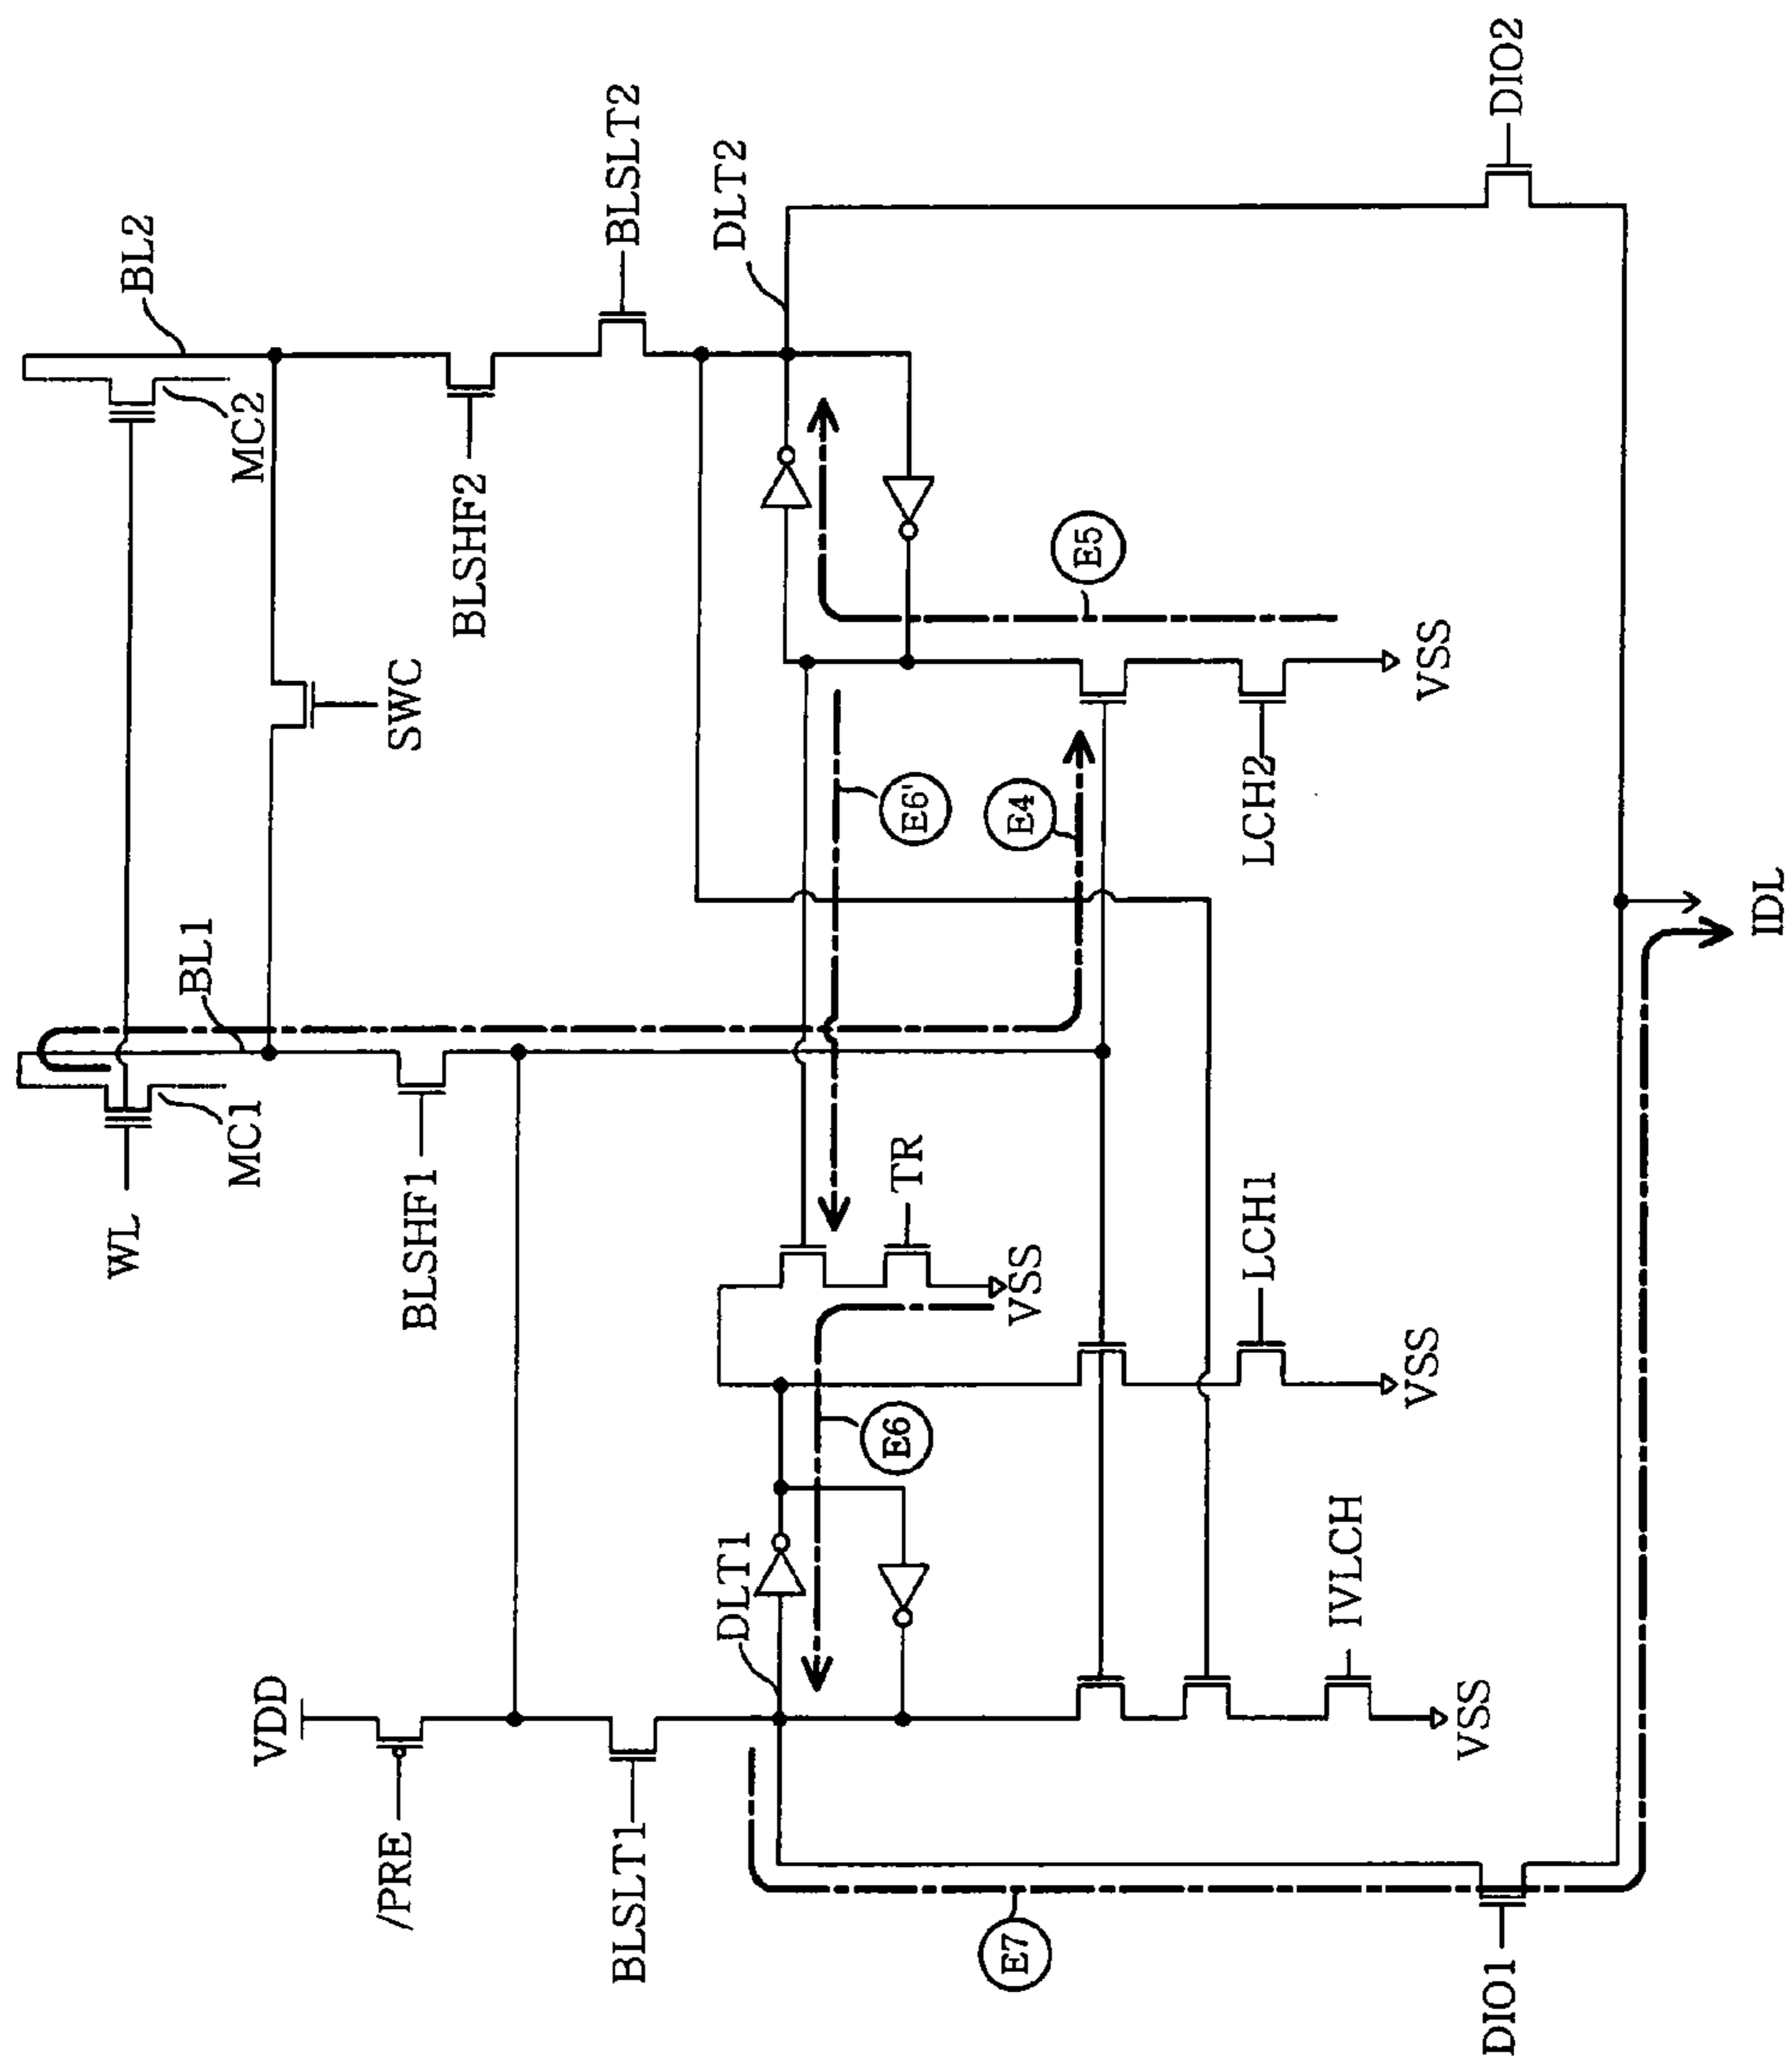 WL
MC1
BL1
MC2
BL2
SWC
VDD
/PRE
BLSHF1
BLSHF2
BLSLT2
BLSLT1
DLT1
DLT2
TR
VSS
E6
E6'
E4
E5
E7
LCH1
LCH2
IVLCH
VSS
VSS
VSS
DIO1
DIO2
IDL